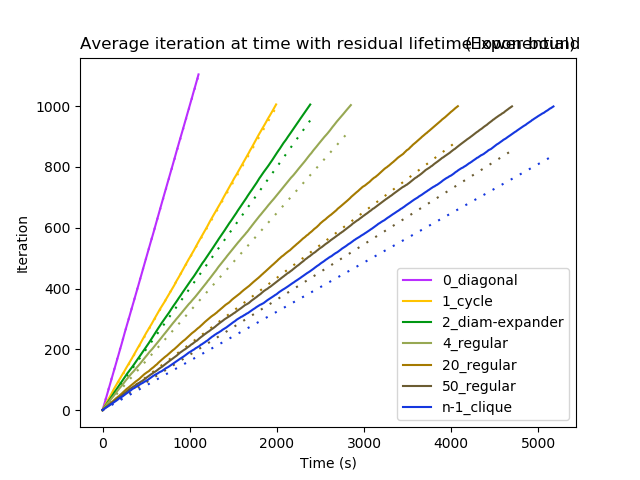 Average iteration at time with residual lifetime lower bound
(Exponential)
Iteration
1000
800
600
400
200
0
0_diagonal
1_cycle
2_diam-expander
4_regular
20_regular
50_regular
n-1_clique
0 1000 2000 3000 4000 5000
Time (s)